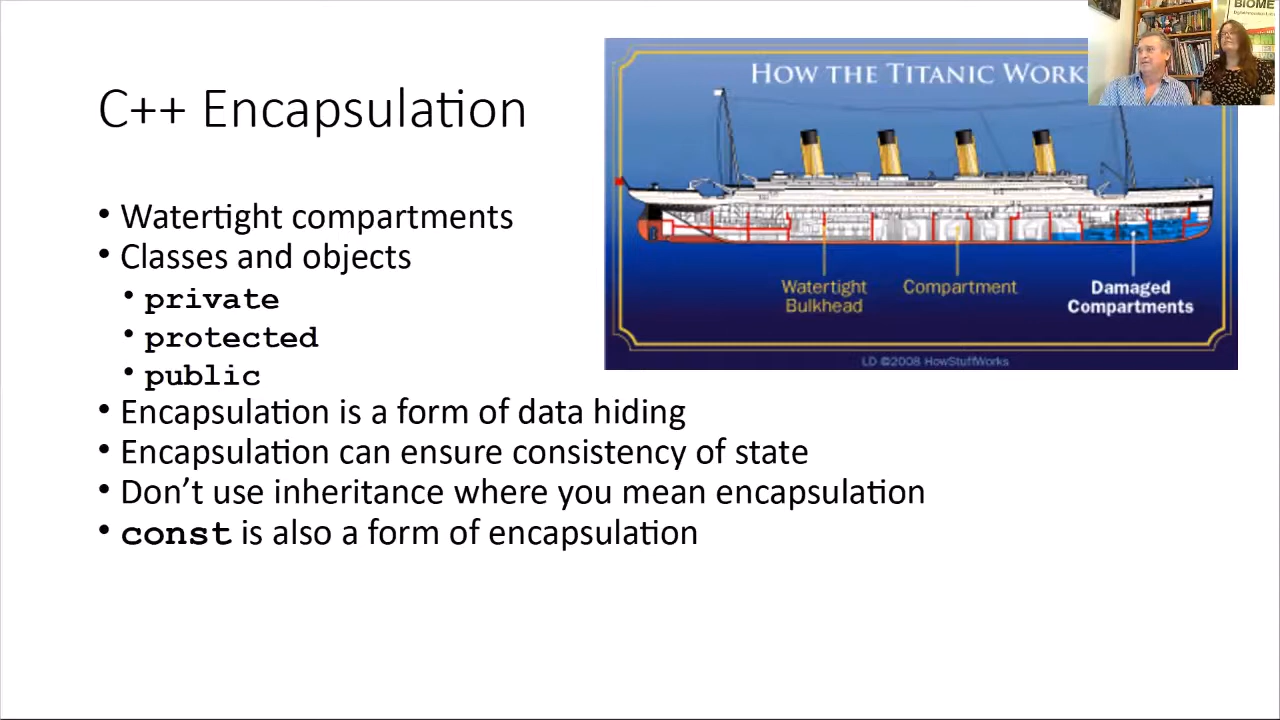 C++ Encapsulation
• Watertight compartments
• Classes and objects
• private
• protected
• public
• Encapsulation is a form of data hiding
• Encapsulation can ensure consistency of state
• Don’t use inheritance where you mean encapsulation
• const is also a form of encapsulation
HOW THE TITANIC WORK
Watertight
Bulkhead
Compartment
Damaged
Compartments
LD ©2008 HowStuffWorks
BIOME